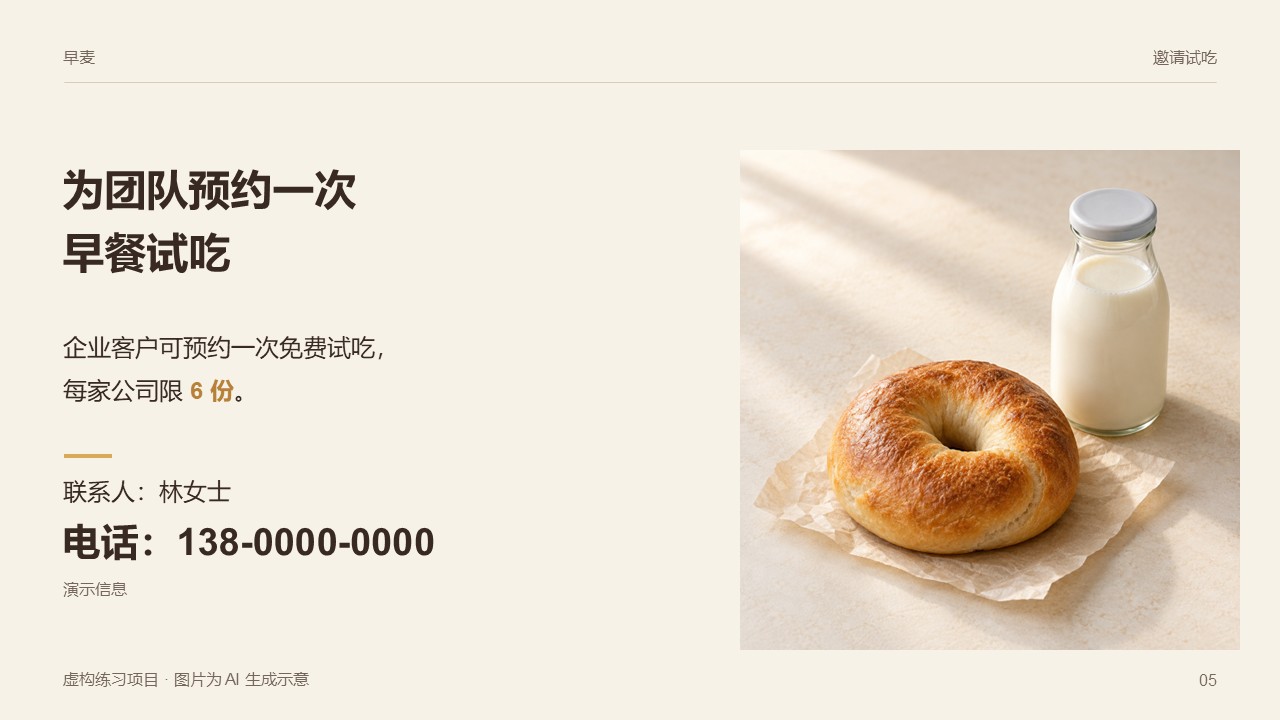 早麦
邀请试吃
为团队预约一次
早餐试吃
企业客户可预约一次免费试吃，
每家公司限 6 份。
联系人：林女士
电话：138-0000-0000
演示信息
虚构练习项目 · 图片为 AI 生成示意
05